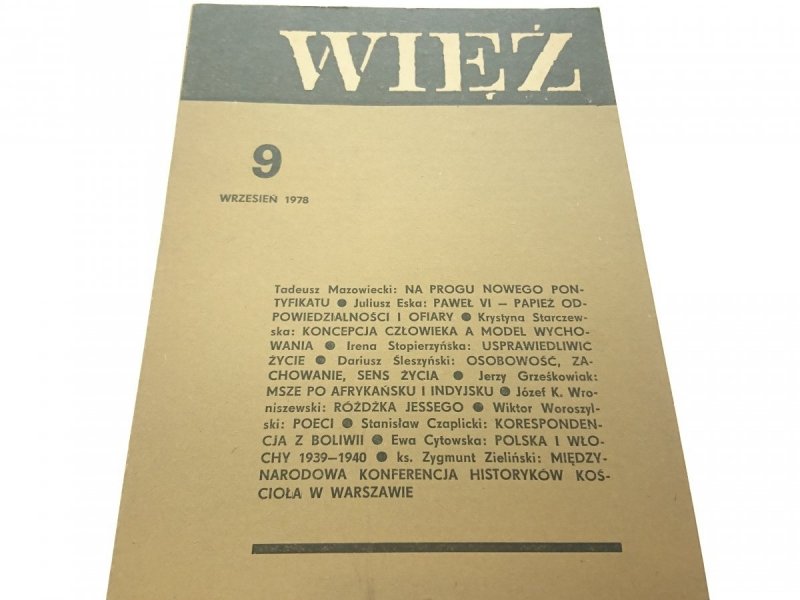 WIĘŹ
9
WRZESIEŃ 1978
Tadeusz Mazowiecki: NA PROGU NOWEGO PON-
TYFIKATU ● Juliusz Eska: PAWEŁ VI — PAPIEŻ OD-
POWIEDZIALNOŚCI I OFIARY ● Krystyna Starczew-
ska: KONCEPCJA CZŁOWIEKA A MODEL WYCHO-
WANIA ● Irena Stopierzyńska: USPRAWIEDLIWIĆ
ŻYCIE ● Dariusz Śleszyński: OSOBOWOŚĆ, ZA-
CHOWANIE, SENS ŻYCIA ● Jerzy Grześkowiak:
MSZE PO AFRYKAŃSKU I INDYJSKU ● Józef K. Wro-
niszewski: RÓŻDŻKA JESSEGO ● Wiktor Woroszyl-
ski: POECI ● Stanisław Czaplicki: KORESPONDEN-
CJA Z BOLIWII ● Ewa Cytowska: POLSKA I WŁO-
CHY 1939—1940 ● ks. Zygmunt Zieliński: MIĘDZY-
NARODOWA KONFERENCJA HISTORYKÓW KOŚ-
CIOŁA W WARSZAWIE